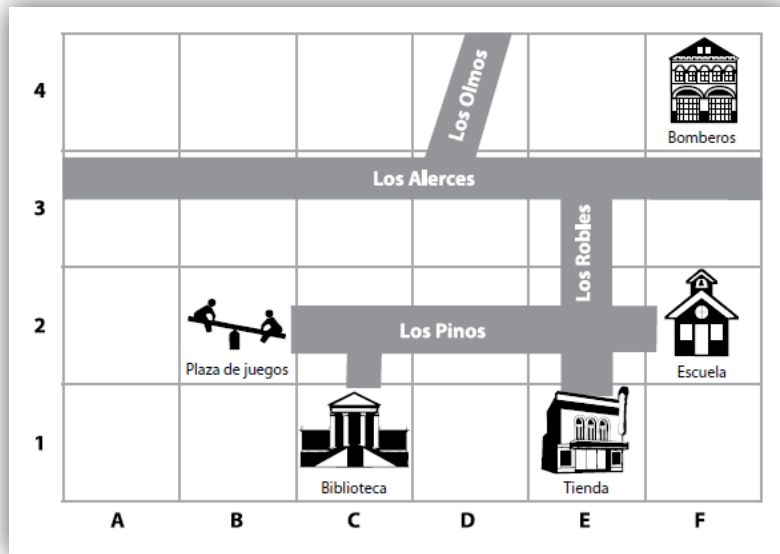 4
Los Olmos
Bomberos
Los Alerces
3
Los Robles
2
Los Pinos
Plaza de juegos
Escuela
1
Biblioteca
Tienda
A B C D E F